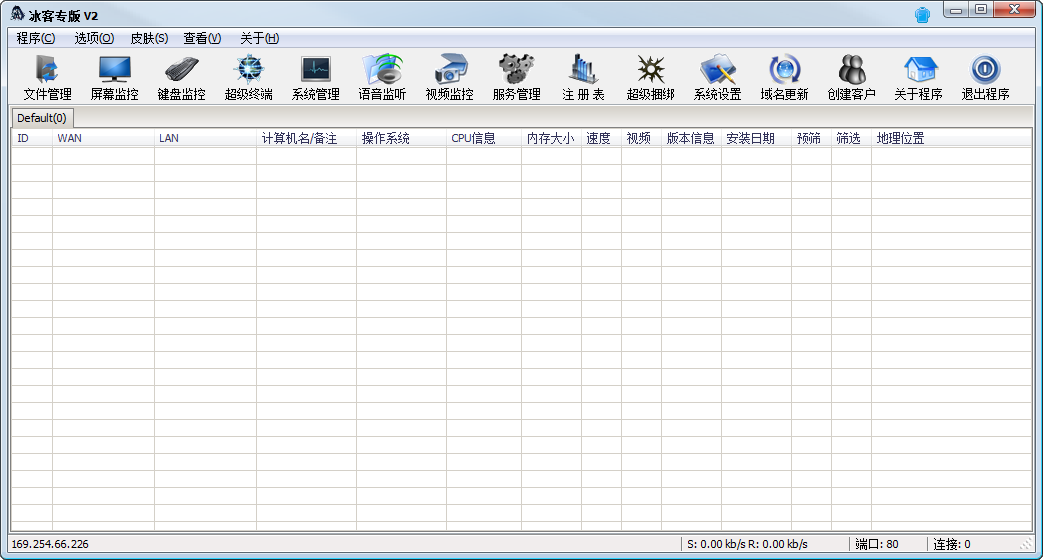 冰客专版 V2
程序(C) 选项(O) 皮肤(S) 查看(V) 关于(H)
文件管理 屏幕监控 键盘监控 超级终端 系统管理 语音监听 视频监控 服务管理 注 册 表 超级捆绑 系统设置 域名更新 创建客户 关于程序 退出程序
Default(0)
ID WAN LAN 计算机名/备注 操作系统 CPU信息 内存大小 速度 视频 版本信息 安装日期 预筛 筛选 地理位置
169.254.66.226 S: 0.00 kb/s R: 0.00 kb/s 端口: 80 连接: 0